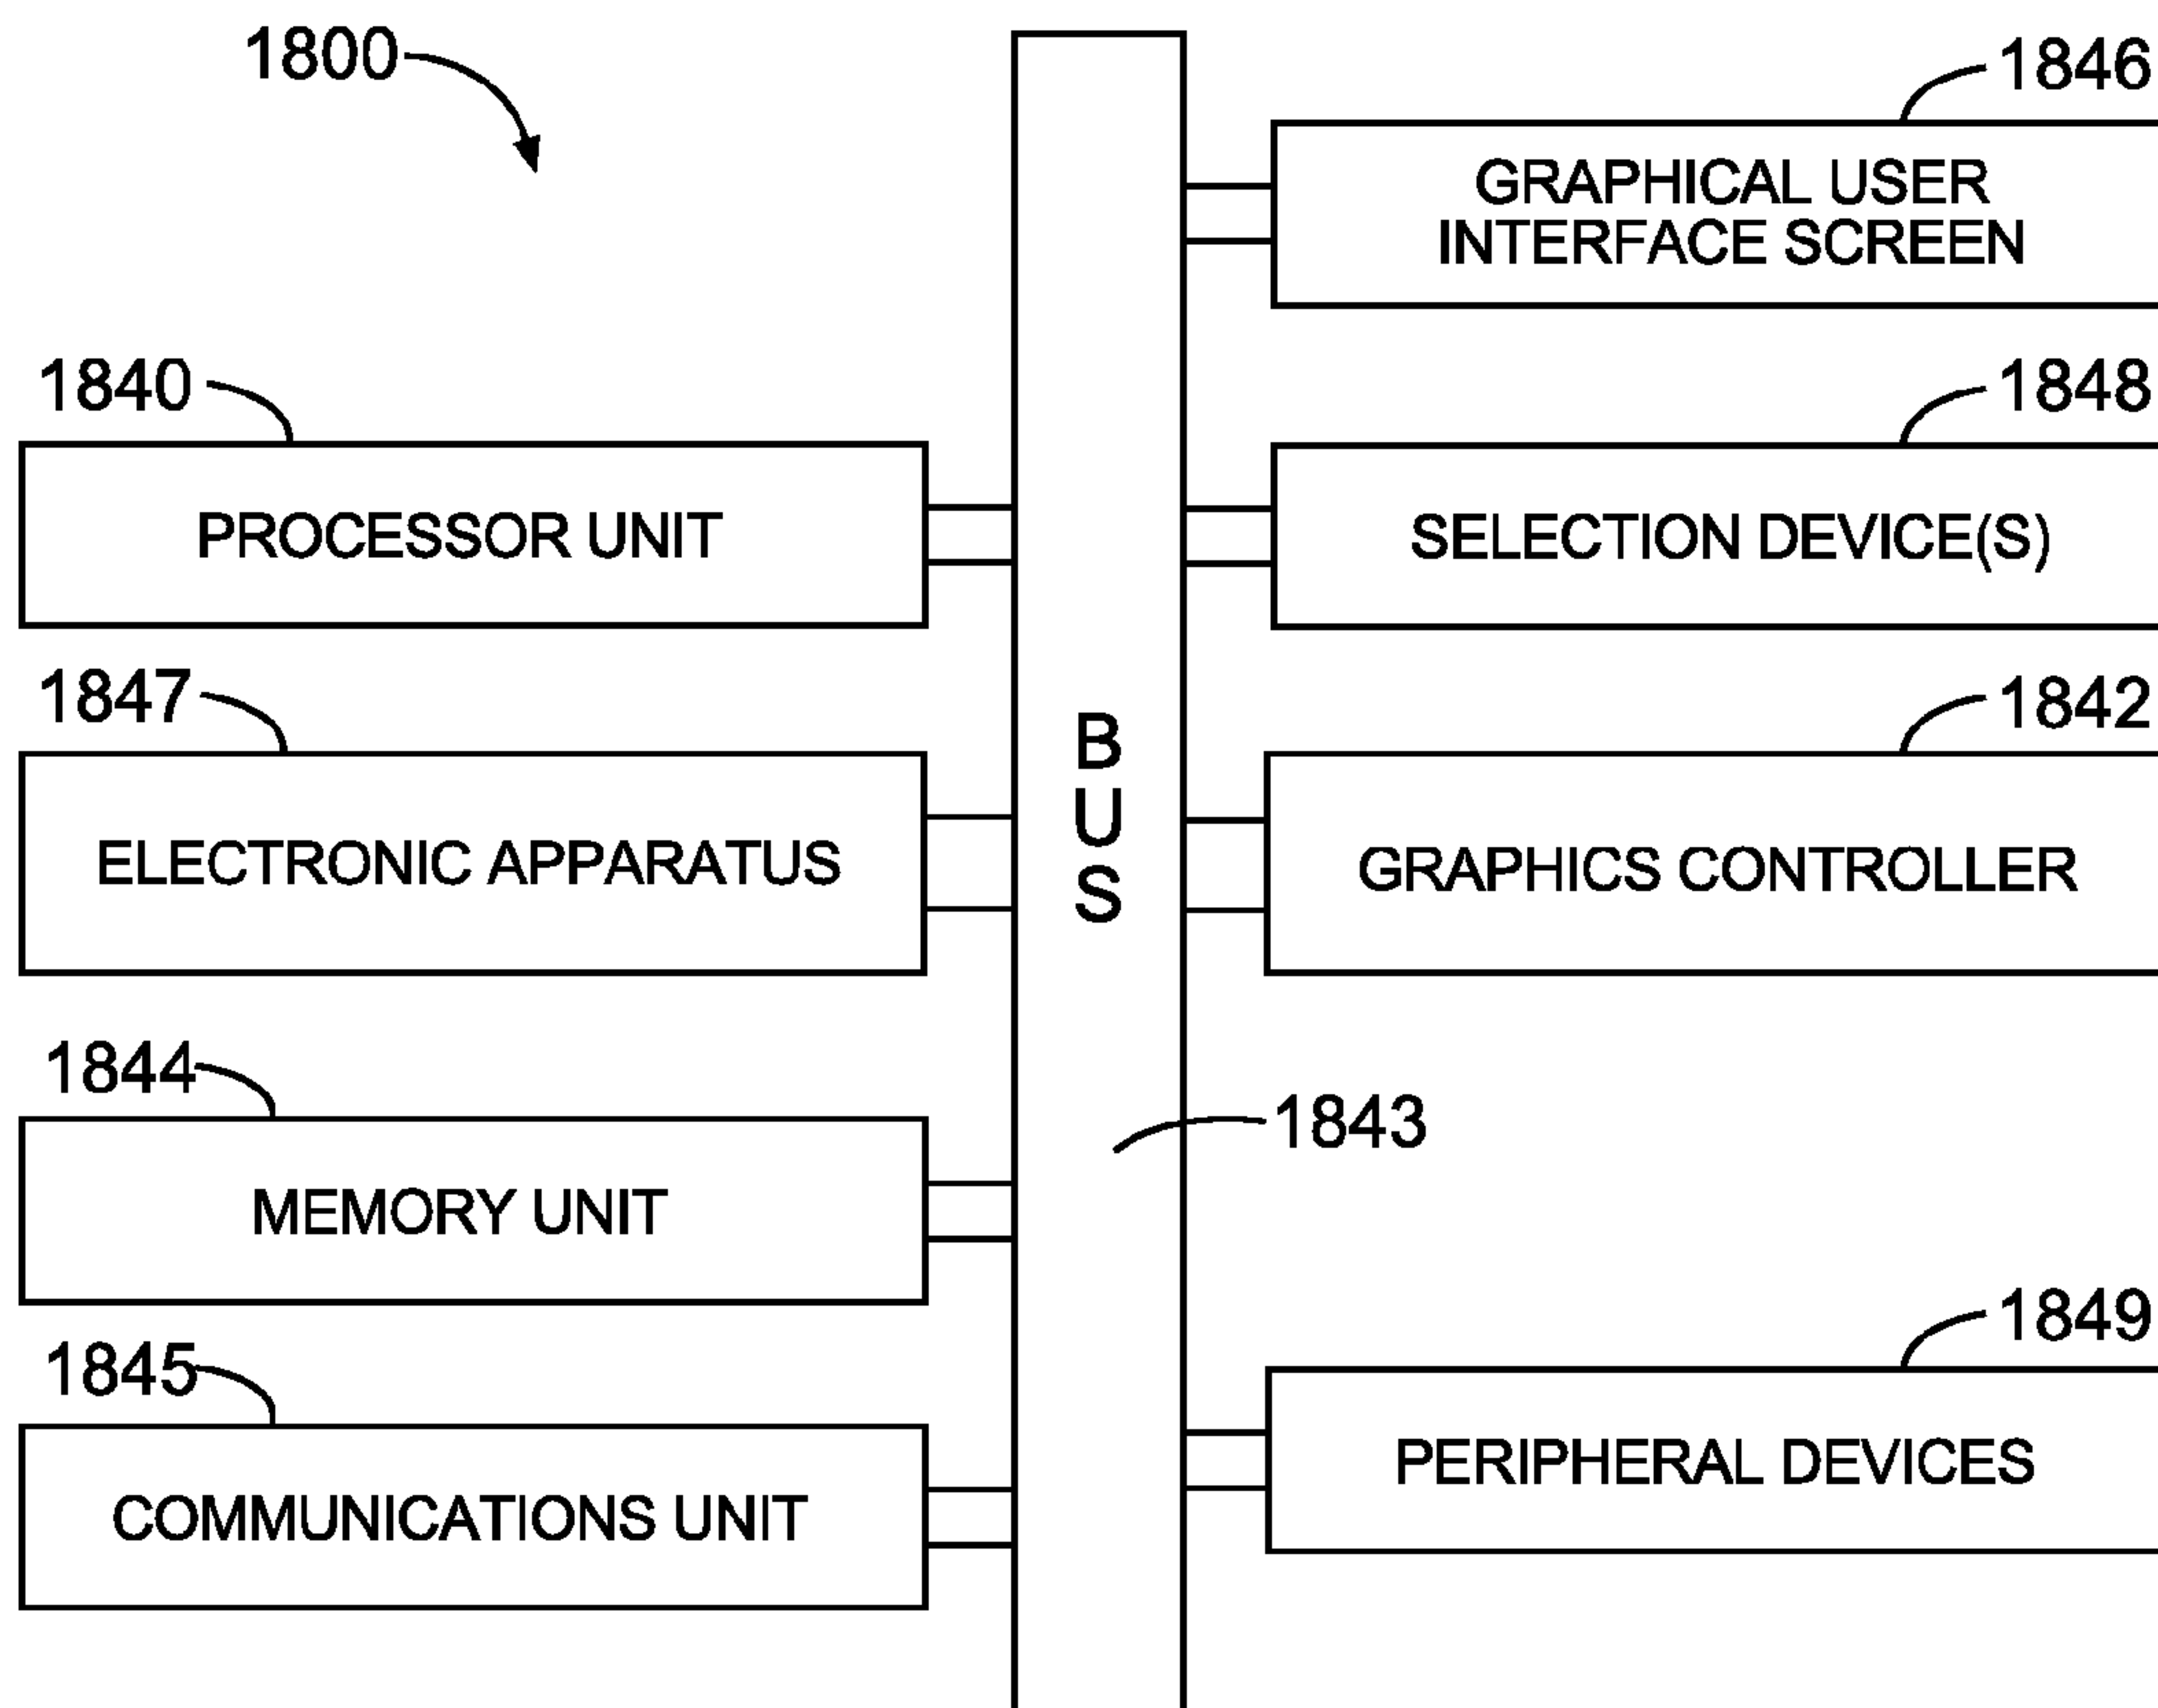 1800
1846
GRAPHICAL USER
INTERFACE SCREEN
1840
1848
PROCESSOR UNIT
SELECTION DEVICE(S)
1847
1842
B
U
S
ELECTRONIC APPARATUS
GRAPHICS CONTROLLER
1844
1843
MEMORY UNIT
1849
1845
PERIPHERAL DEVICES
COMMUNICATIONS UNIT